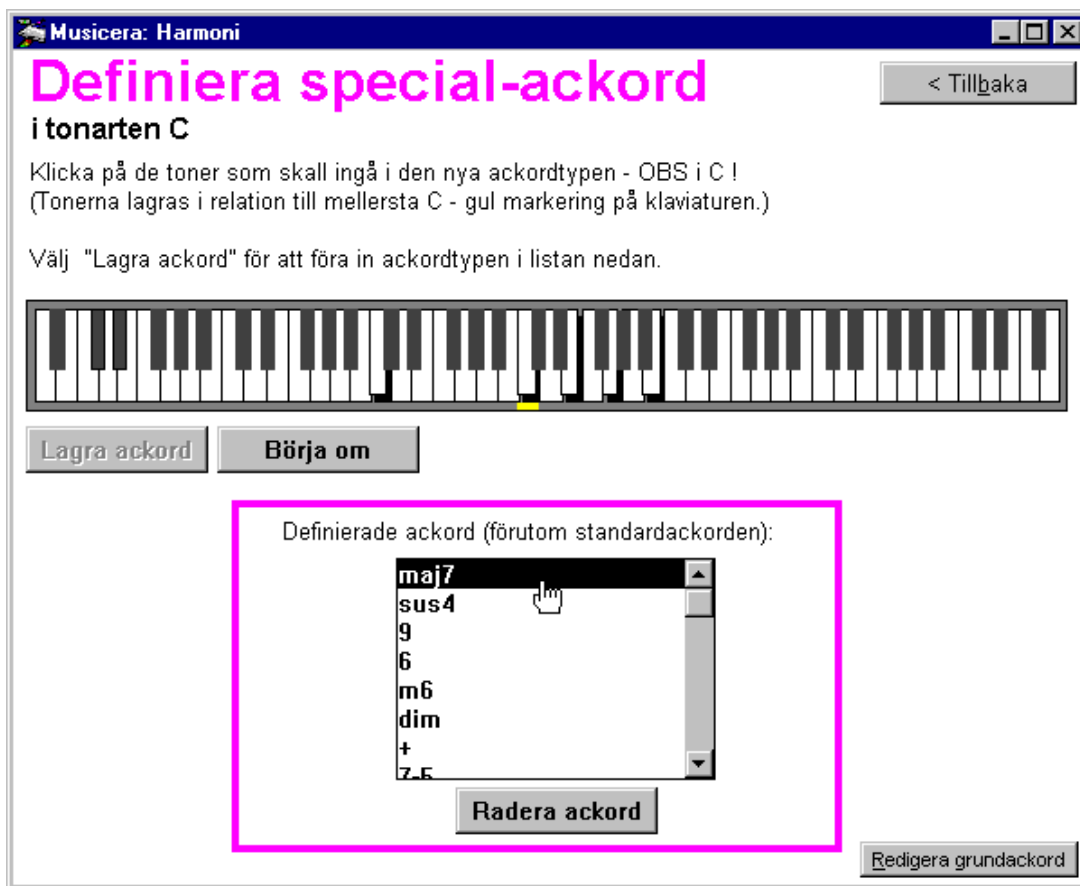 Musicera: Harmoni
Definiera special-ackord
< Tillbaka
i tonarten C
Klicka på de toner som skall ingå i den nya ackordtypen - OBS i C !
(Tonerna lagras i relation till mellersta C - gul markering på klaviaturen.)
Välj "Lagra ackord" för att föra in ackordtypen i listan nedan.
Lagra ackord
Börja om
Definierade ackord (förutom standardackorden):
maj7
sus4
9
6
m6
dim
+
7-5
Radera ackord
Redigera grundackord